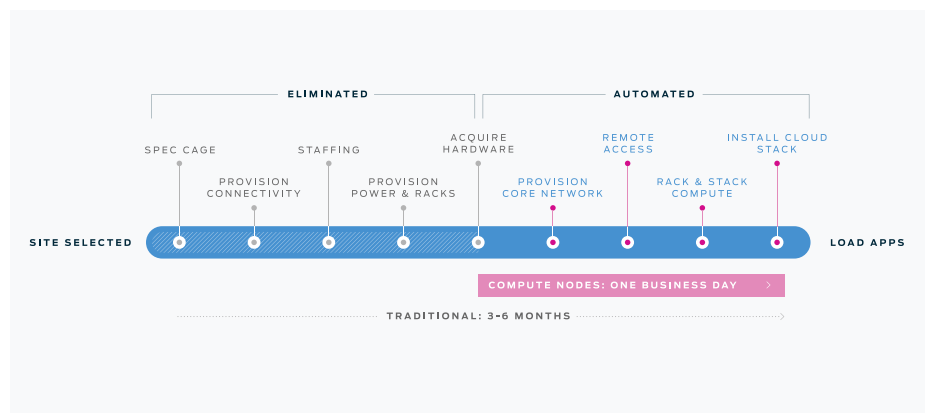 ELIMINATED
AUTOMATED
SPEC CAGE
PROVISION
CONNECTIVITY
STAFFING
PROVISION
POWER & RACKS
ACQUIRE
HARDWARE
PROVISION
CORE NETWORK
REMOTE
ACCESS
RACK & STACK
COMPUTE
INSTALL CLOUD
STACK
SITE SELECTED
LOAD APPS
COMPUTE NODES: ONE BUSINESS DAY
TRADITIONAL: 3-6 MONTHS